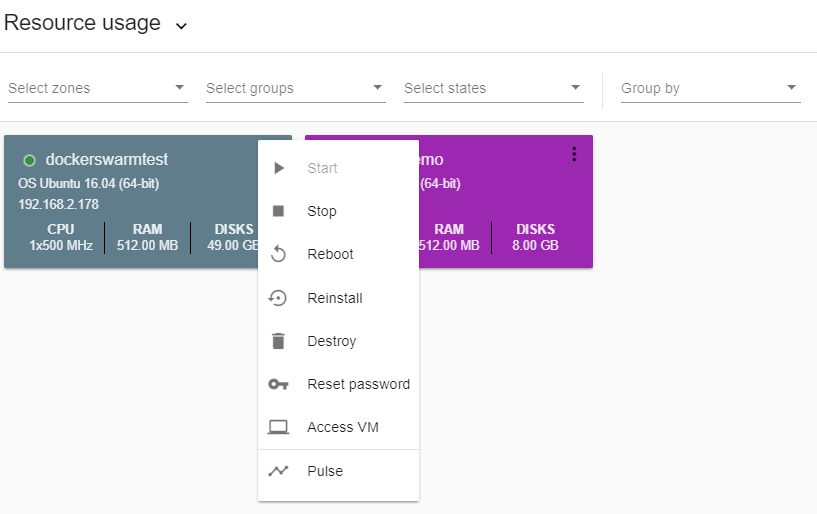 Resource usage
Select zones
Select groups
Select states
Group by
dockerswarmtest
OS Ubuntu 16.04 (64-bit)
192.168.2.178
CPU
RAM
DISKS
1x500 MHz
512.00 MB
49.00 GB
(64-bit)
RAM
DISKS
512.00 MB
8.00 GB
Start
Stop
Reboot
Reinstall
Destroy
Reset password
Access VM
Pulse